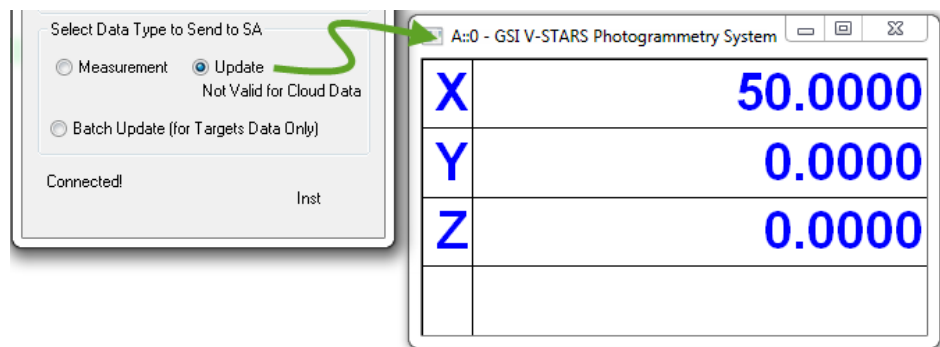 Select Data Type to Send to SA
Measurement Update
Not Valid for Cloud Data
Batch Update (for Targets Data Only)
Connected!
Inst
A::0 - GSI V-STARS Photogrammetry System
X 50.0000
Y 0.0000
Z 0.0000